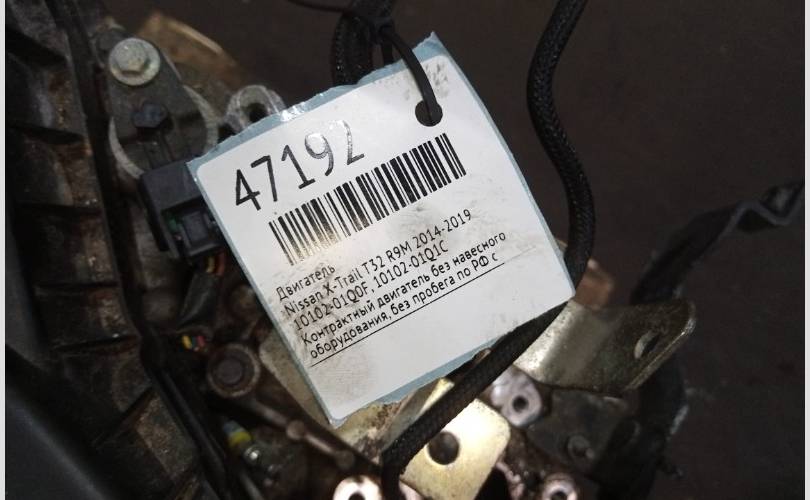 47192
Двигатель
Nissan X-Trail T32 R9M 2014-2019
10102-01Q0F, 10102-01Q1C
Контрактный двигатель без навесного
оборудования, без пробега по РФ с